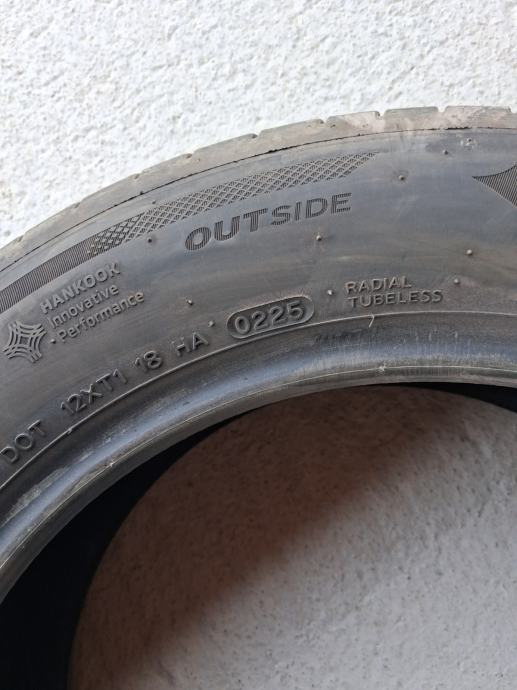 OUTSIDE
HANKOOK
Innovative
Performance
RADIAL
TUBELESS
DOT 12XT1 18 HA 0225